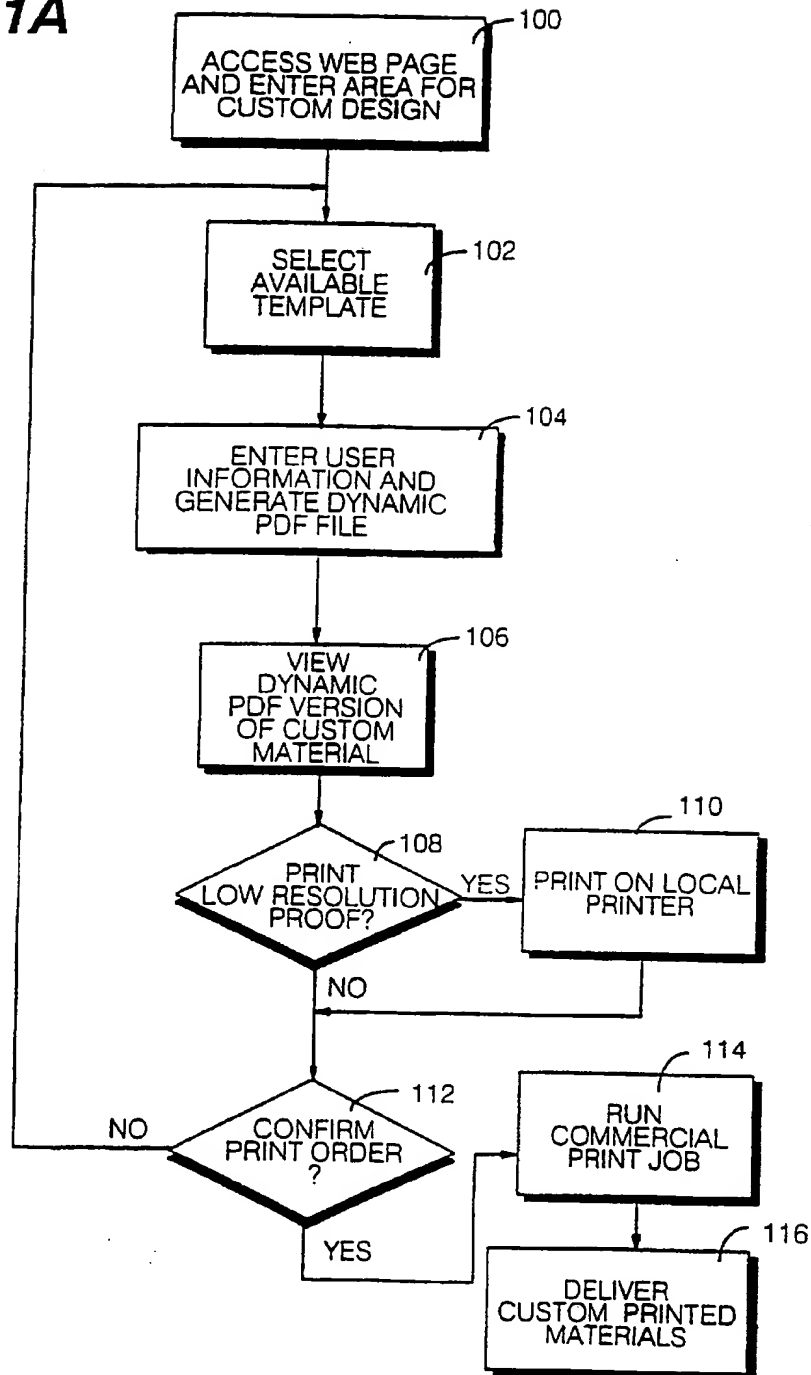 1A
100
ACCESS WEB PAGE
AND ENTER AREA FOR
CUSTOM DESIGN
102
SELECT
AVAILABLE
TEMPLATE
104
ENTER USER
INFORMATION AND
GENERATE DYNAMIC
PDF FILE
106
VIEW
DYNAMIC
PDF VERSION
OF CUSTOM
MATERIAL
108
PRINT
LOW RESOLUTION
PROOF?
YES
110
PRINT ON LOCAL
PRINTER
NO
112
CONFIRM
PRINT ORDER
?
NO
YES
114
RUN
COMMERCIAL
PRINT JOB
116
DELIVER
CUSTOM PRINTED
MATERIALS